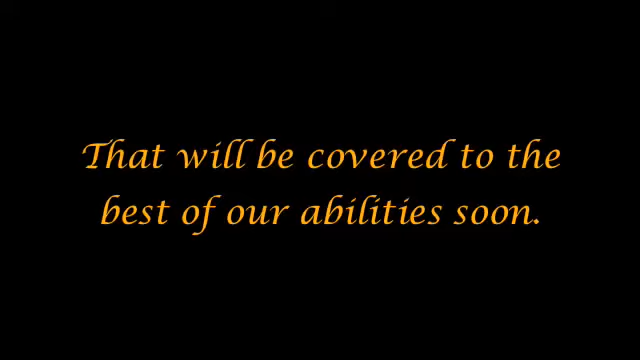 That will be covered to the
best of our abilities soon.